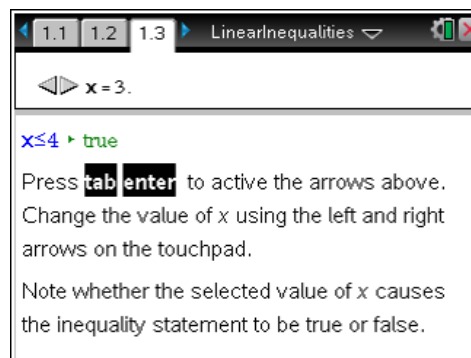 1.1 1.2 1.3 LinearInequalities
x = 3.
x≤4 ▸ true
Press tab enter to active the arrows above.
Change the value of x using the left and right
arrows on the touchpad.
Note whether the selected value of x causes
the inequality statement to be true or false.